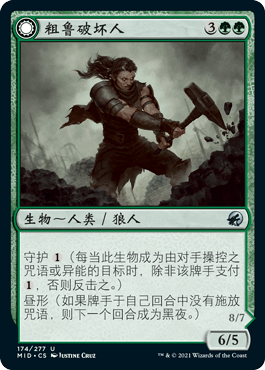 粗鲁破坏人 3
生物～人类／狼人
守护 1（每当此生物成为由对手操控之
咒语或异能的目标时，除非该牌手支付
1，否则反击之。）
昼形（如果牌手于自己回合中没有施放
咒语，则下一个回合成为黑夜。）
8/7
6/5
174/277 U
MID • CS JUSTINE CRUZ
™ & © 2021 Wizards of the Coast